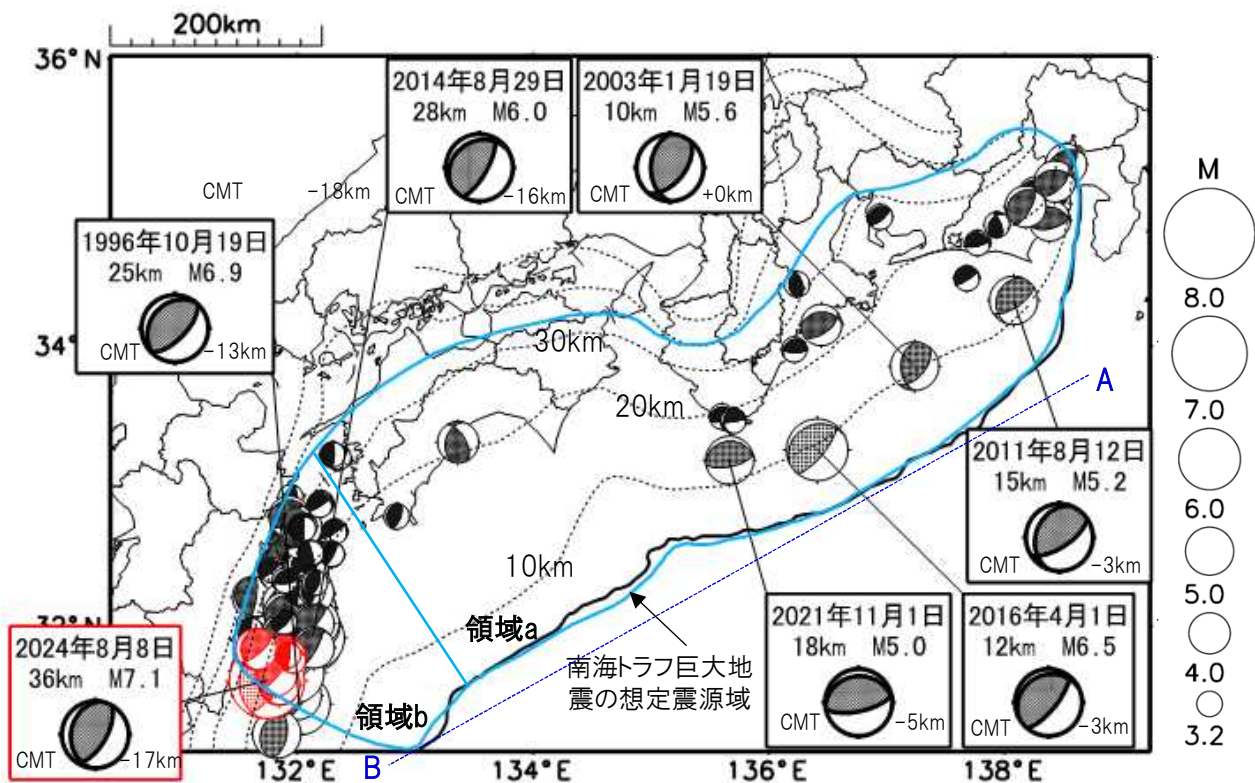 200km
36°N
34°
32°
132°E
134°E
136°E
138°E
CMT -18km
2014年8月29日
28km M6.0
CMT -16km
2003年1月19日
10km M5.6
CMT +0km
1996年10月19日
25km M6.9
CMT -13km
30km
20km
10km
A
2011年8月12日
15km M5.2
CMT -3km
領域a
領域b
南海トラフ巨大地
震の想定震源域
2024年8月8日
36km M7.1
CMT -17km
B
2021年11月1日
18km M5.0
CMT -5km
2016年4月1日
12km M6.5
CMT -3km
M
8.0
7.0
6.0
5.0
4.0
3.2